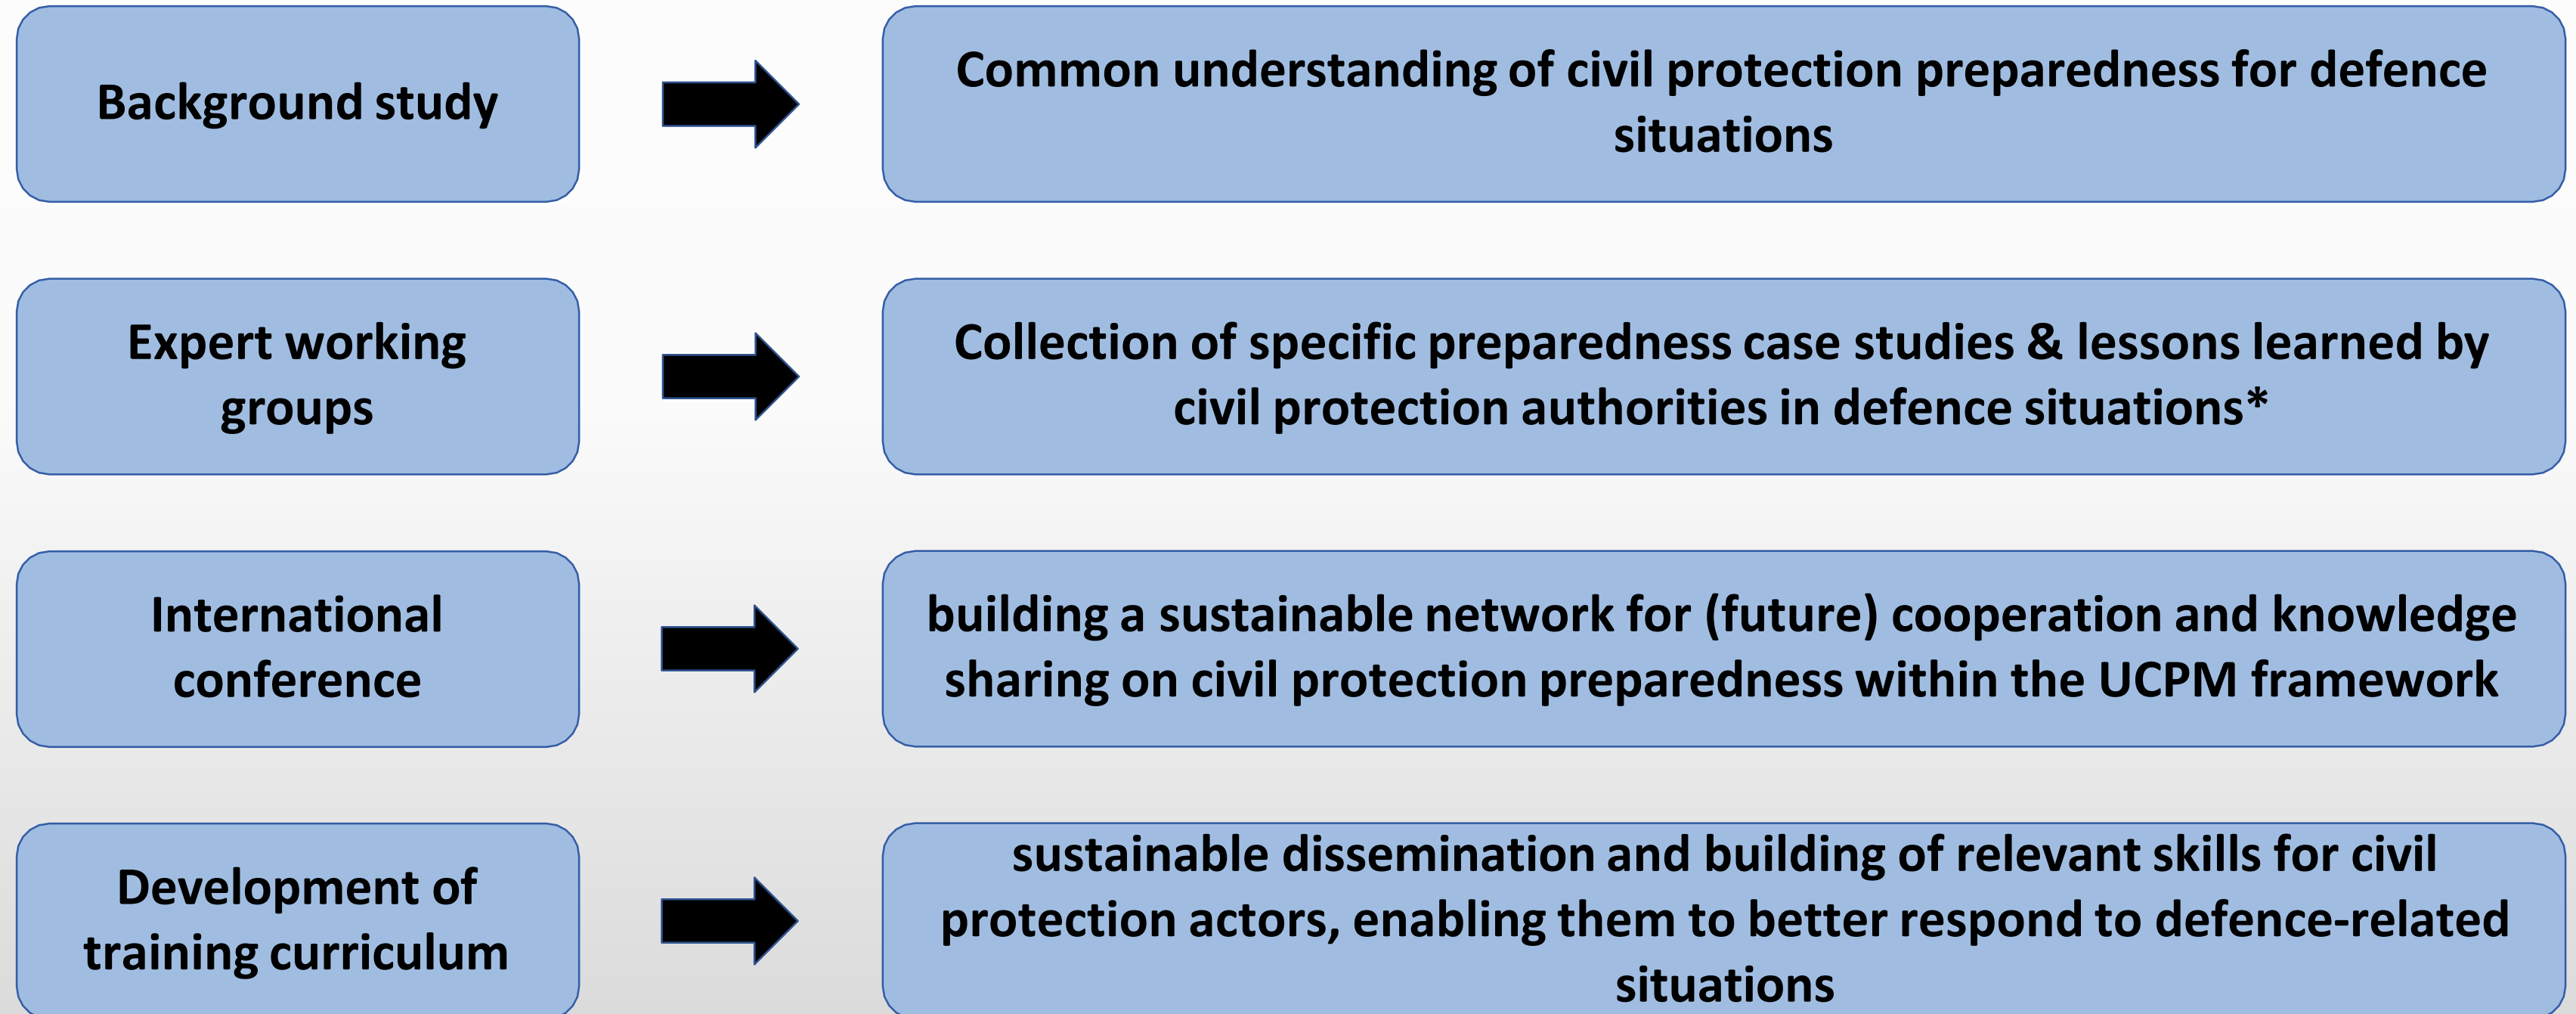 Background study
Common understanding of civil protection preparedness for defence
situations
Expert working
groups
Collection of specific preparedness case studies & lessons learned by
civil protection authorities in defence situations*
International
conference
building a sustainable network for (future) cooperation and knowledge
sharing on civil protection preparedness within the UCPM framework
Development of
training curriculum
sustainable dissemination and building of relevant skills for civil
protection actors, enabling them to better respond to defence-related
situations